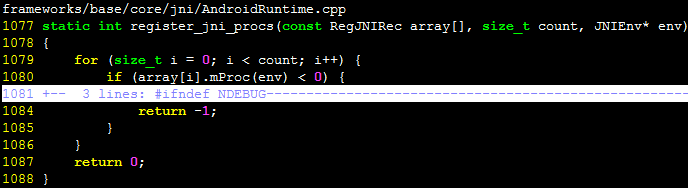 frameworks/base/core/jni/AndroidRuntime.cpp
1077 static int register_jni_procs(const RegJNIRec array[], size_t count, JNIEnv* env)
1078 {
1079     for (size_t i = 0; i < count; i++) {
1080         if (array[i].mProc(env) < 0) {
1081 +--  3 lines: #ifndef NDEBUG-----------------------------------------------------
1084             return -1;
1085         }
1086     }
1087     return 0;
1088 }